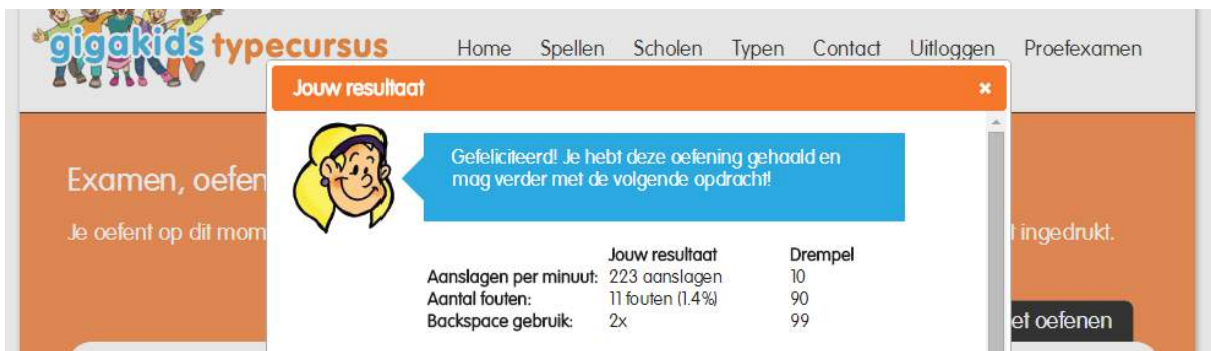 gigakids typecursus Home Spellen Scholen Typen Contact Uitloggen Proefexamen
Jouw resultaat ×
Gefeliciteerd! Je hebt deze oefening gehaald en
mag verder met de volgende opdracht!
Examen, oefen
Je oefent op dit mom
t ingedrukt.
Jouw resultaat Drempel
Aanslagen per minuut: 223 aanslagen 10
Aantal fouten: 11 fouten (1.4%) 90
Backspace gebruik: 2x 99
et oefenen